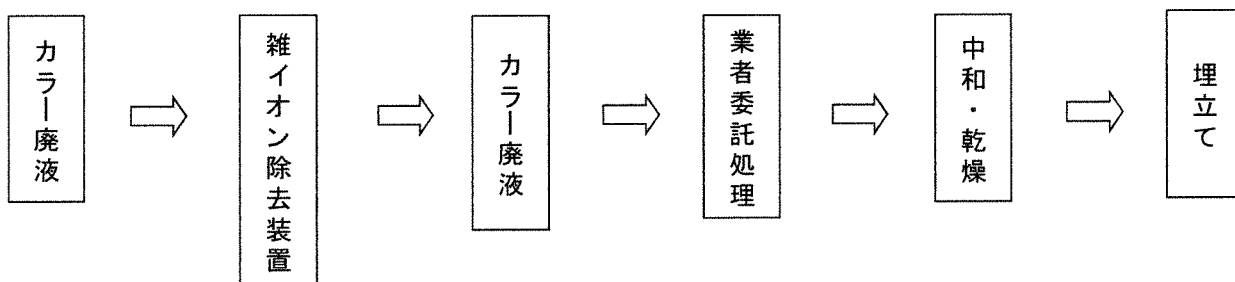 カラー廃液
雑イオン除去装置
カラー廃液
業者委託処理
中和・乾燥
埋立て